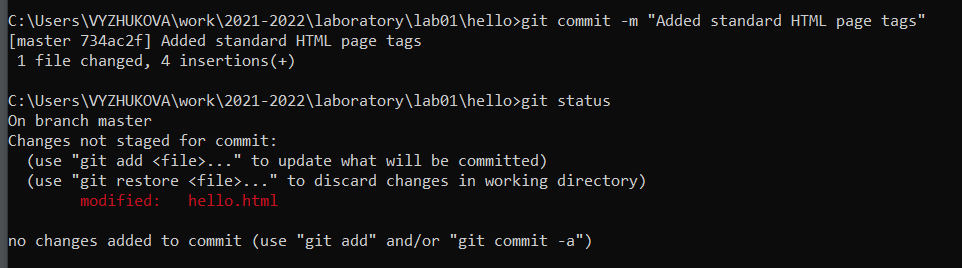 C:\Users\VYZHUKOVA\work\2021-2022\laboratory\lab01\hello>git commit -m "Added standard HTML page tags"
[master 734ac2f] Added standard HTML page tags
 1 file changed, 4 insertions(+)

C:\Users\VYZHUKOVA\work\2021-2022\laboratory\lab01\hello>git status
On branch master
Changes not staged for commit:
  (use "git add <file>..." to update what will be committed)
  (use "git restore <file>..." to discard changes in working directory)
        modified:   hello.html

no changes added to commit (use "git add" and/or "git commit -a")